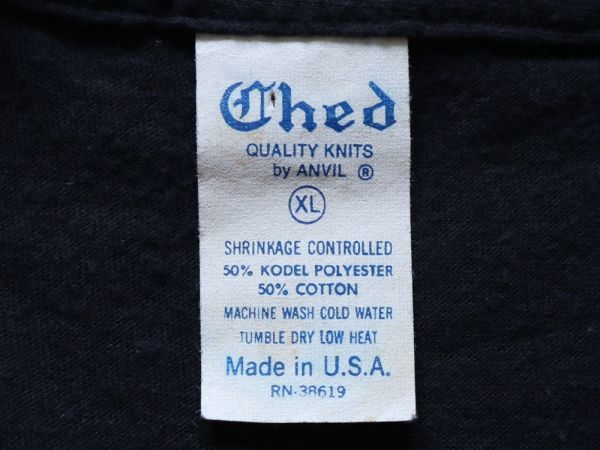 Ched
QUALITY KNITS
by ANVIL ®
XL
SHRINKAGE CONTROLLED
50% KODEL POLYESTER
50% COTTON
MACHINE WASH COLD WATER
TUMBLE DRY LOW HEAT
Made in U.S.A.
RN-38619